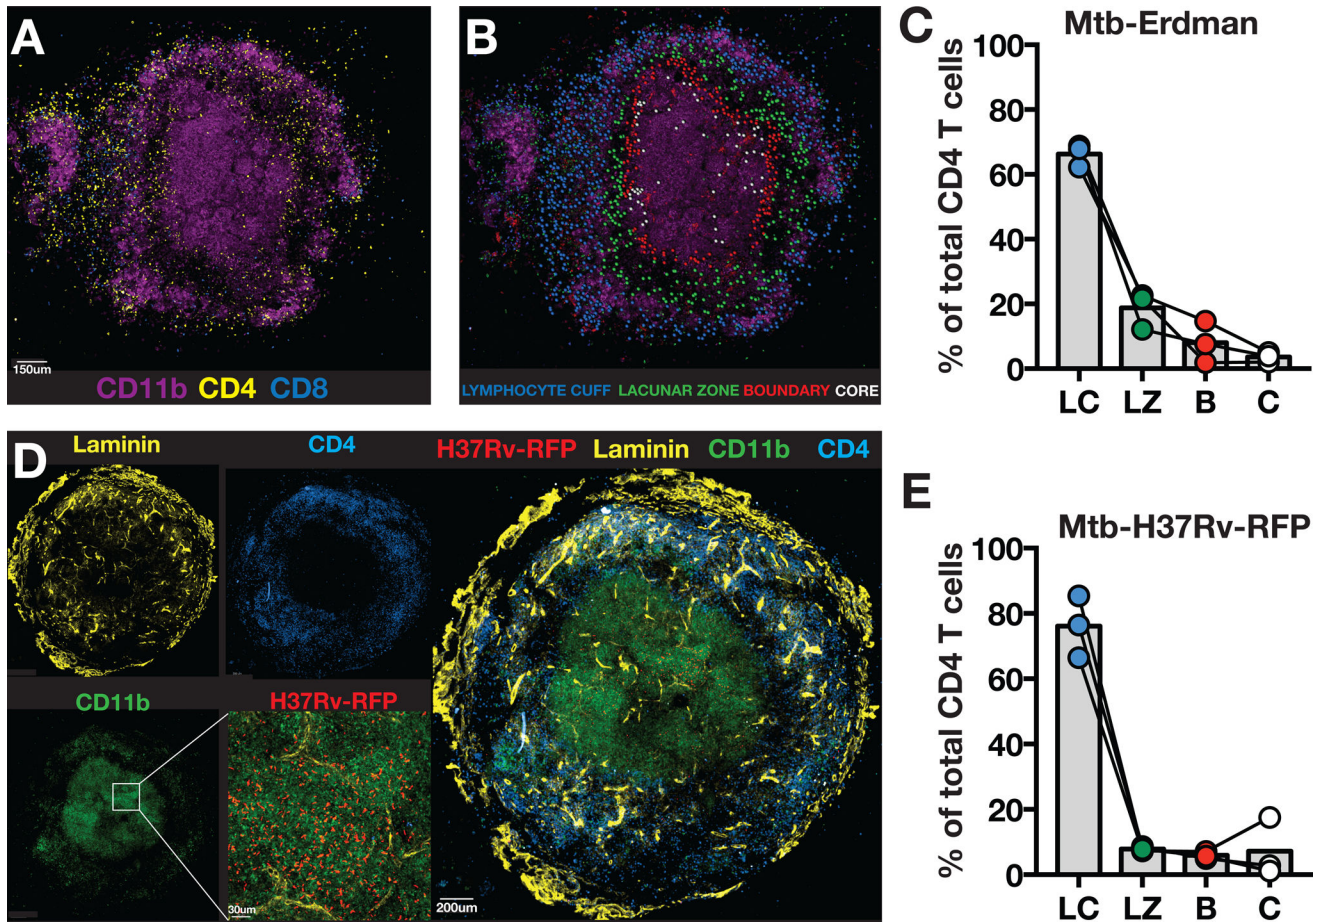 A
150um
CD11b CD4 CD8
B
LYMPHOCYTE CUFF LACUNAR ZONE BOUNDARY CORE
C
Mtb-Erdman
% of total CD4 T cells
100
80
60
40
20
0
LC LZ B C
D
Laminin
CD4
CD11b
H37Rv-RFP
30um
H37Rv-RFP Laminin CD11b CD4
200um
E
Mtb-H37Rv-RFP
% of total CD4 T cells
100
80
60
40
20
0
LC LZ B C